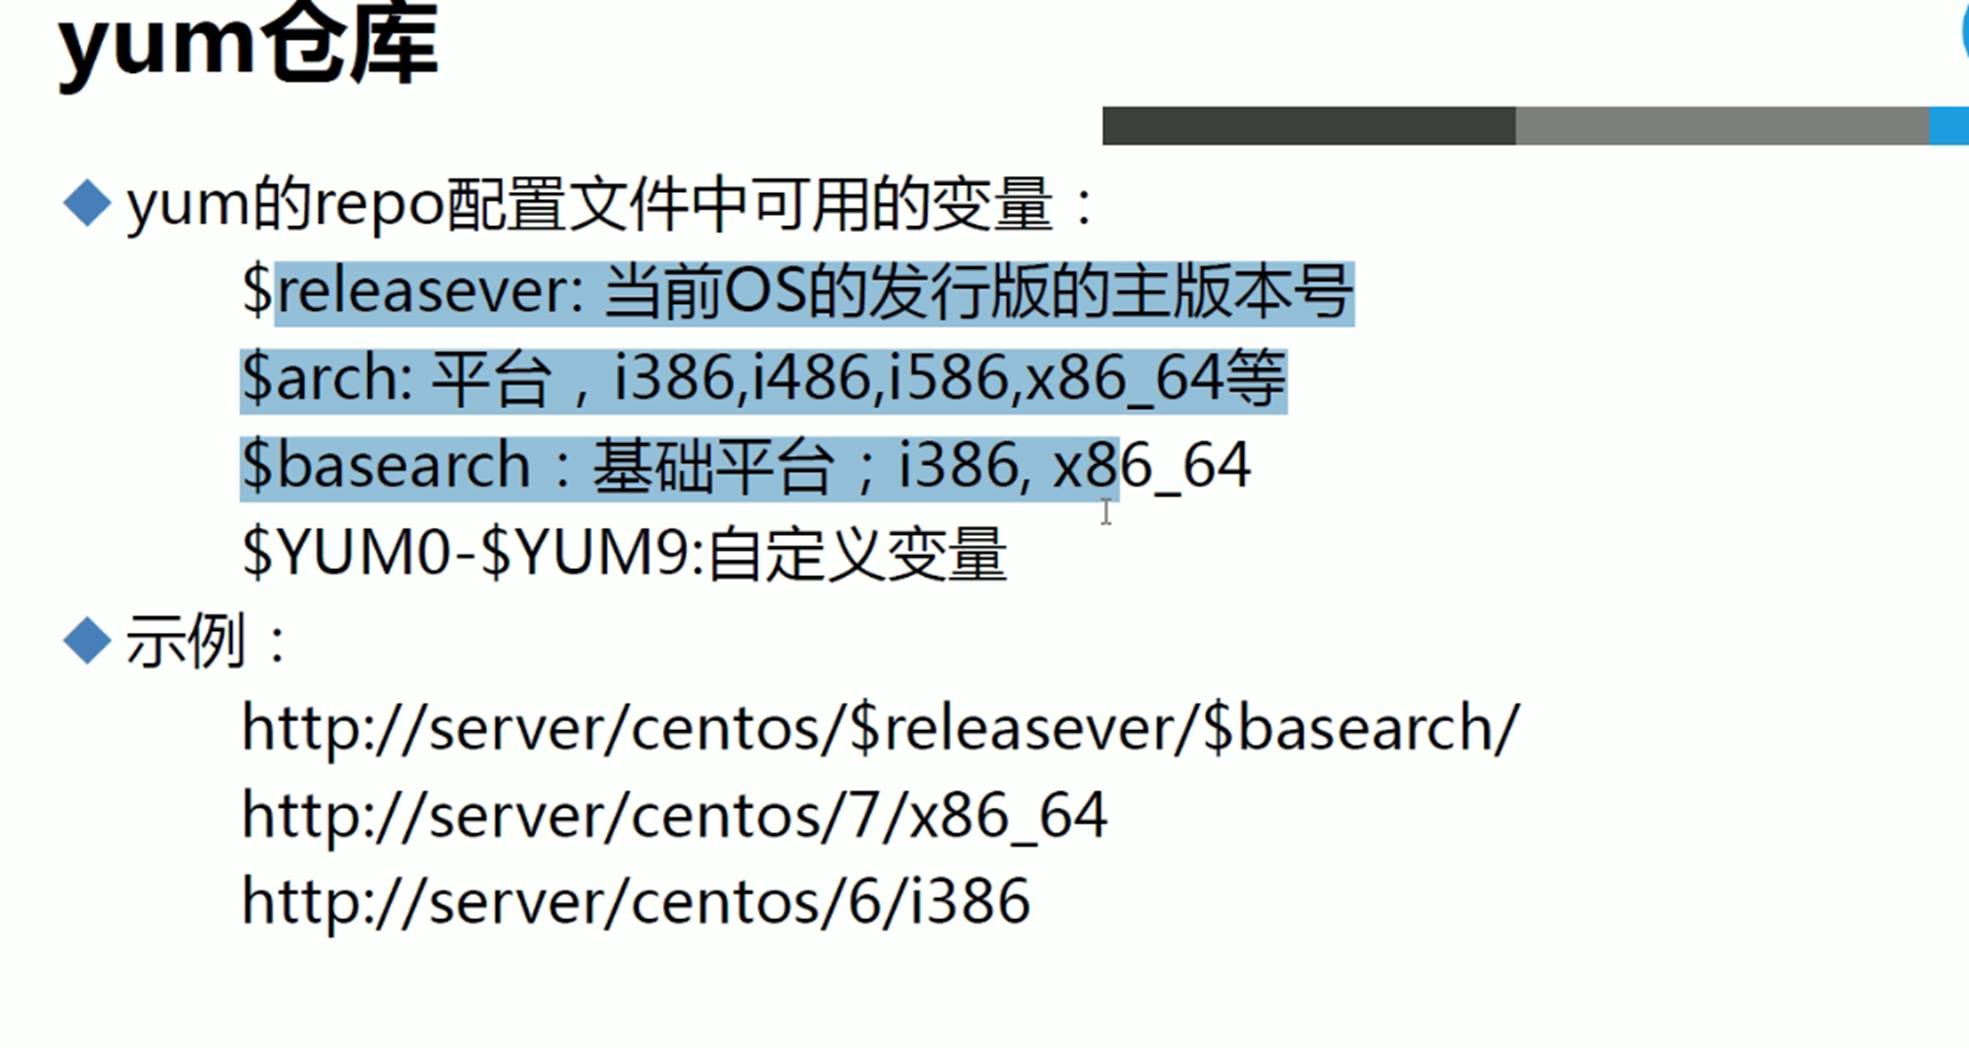 yum仓库
yum的repo配置文件中可用的变量：
$releasever: 当前OS的发行版的主版本号
$arch: 平台，i386,i486,i586,x86_64等
$basearch：基础平台；i386, x86_64
$YUM0-$YUM9:自定义变量
示例：
http://server/centos/$releasever/$basearch/
http://server/centos/7/x86_64
http://server/centos/6/i386